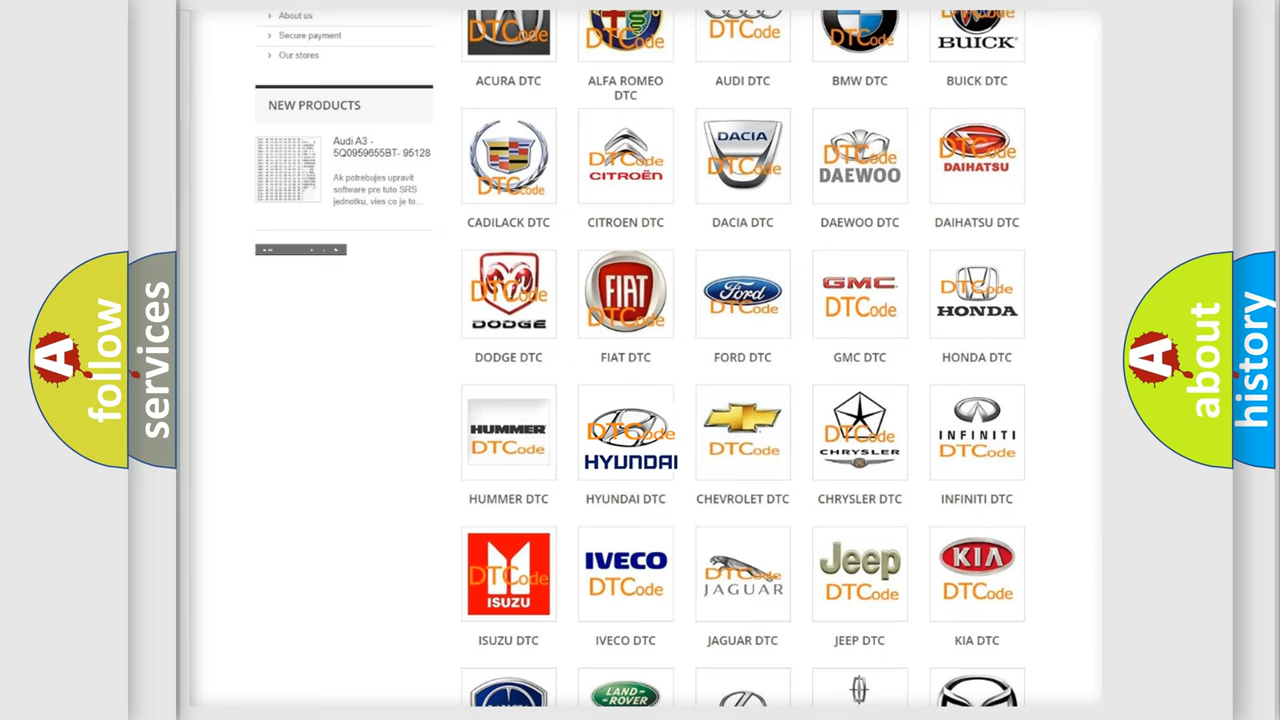 About us
Secure payment
Our stores
NEW PRODUCTS
Audi A3 -
5Q0959655BT- 95128
Ak potrebujes upravit
software pre tuto SRS
jednotku, vies co je to...
DTCode
DTCode
DTCode
DTCode
DTCode
BUICK
ACURA DTC
ALFA ROMEO
DTC
AUDI DTC
BMW DTC
BUICK DTC
DTCode
DTCode
CITROËN
DACIA
DTCode
DTCode
DAEWOO
DTCode
DAIHATSU
CADILACK DTC
CITROEN DTC
DACIA DTC
DAEWOO DTC
DAIHATSU DTC
DTCode
DODGE
FIAT
DTCode
Ford
DTCode
GMC
DTCode
DTCode
HONDA
DODGE DTC
FIAT DTC
FORD DTC
GMC DTC
HONDA DTC
HUMMER
DTCode
DTCode
HYUNDAI
DTCode
DTCode
CHRYSLER
INFINITI
DTCode
HUMMER DTC
HYUNDAI DTC
CHEVROLET DTC
CHRYSLER DTC
INFINITI DTC
DTCode
ISUZU
IVECO
DTCode
DTCode
JAGUAR
Jeep
DTCode
KIA
DTCode
ISUZU DTC
IVECO DTC
JAGUAR DTC
JEEP DTC
KIA DTC
LAND-
ROVER
A
follow
services
A
about
history